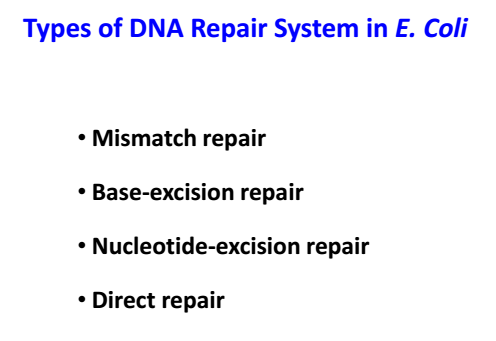 Types of DNA Repair System in E. Coli
• Mismatch repair
• Base-excision repair
• Nucleotide-excision repair
• Direct repair